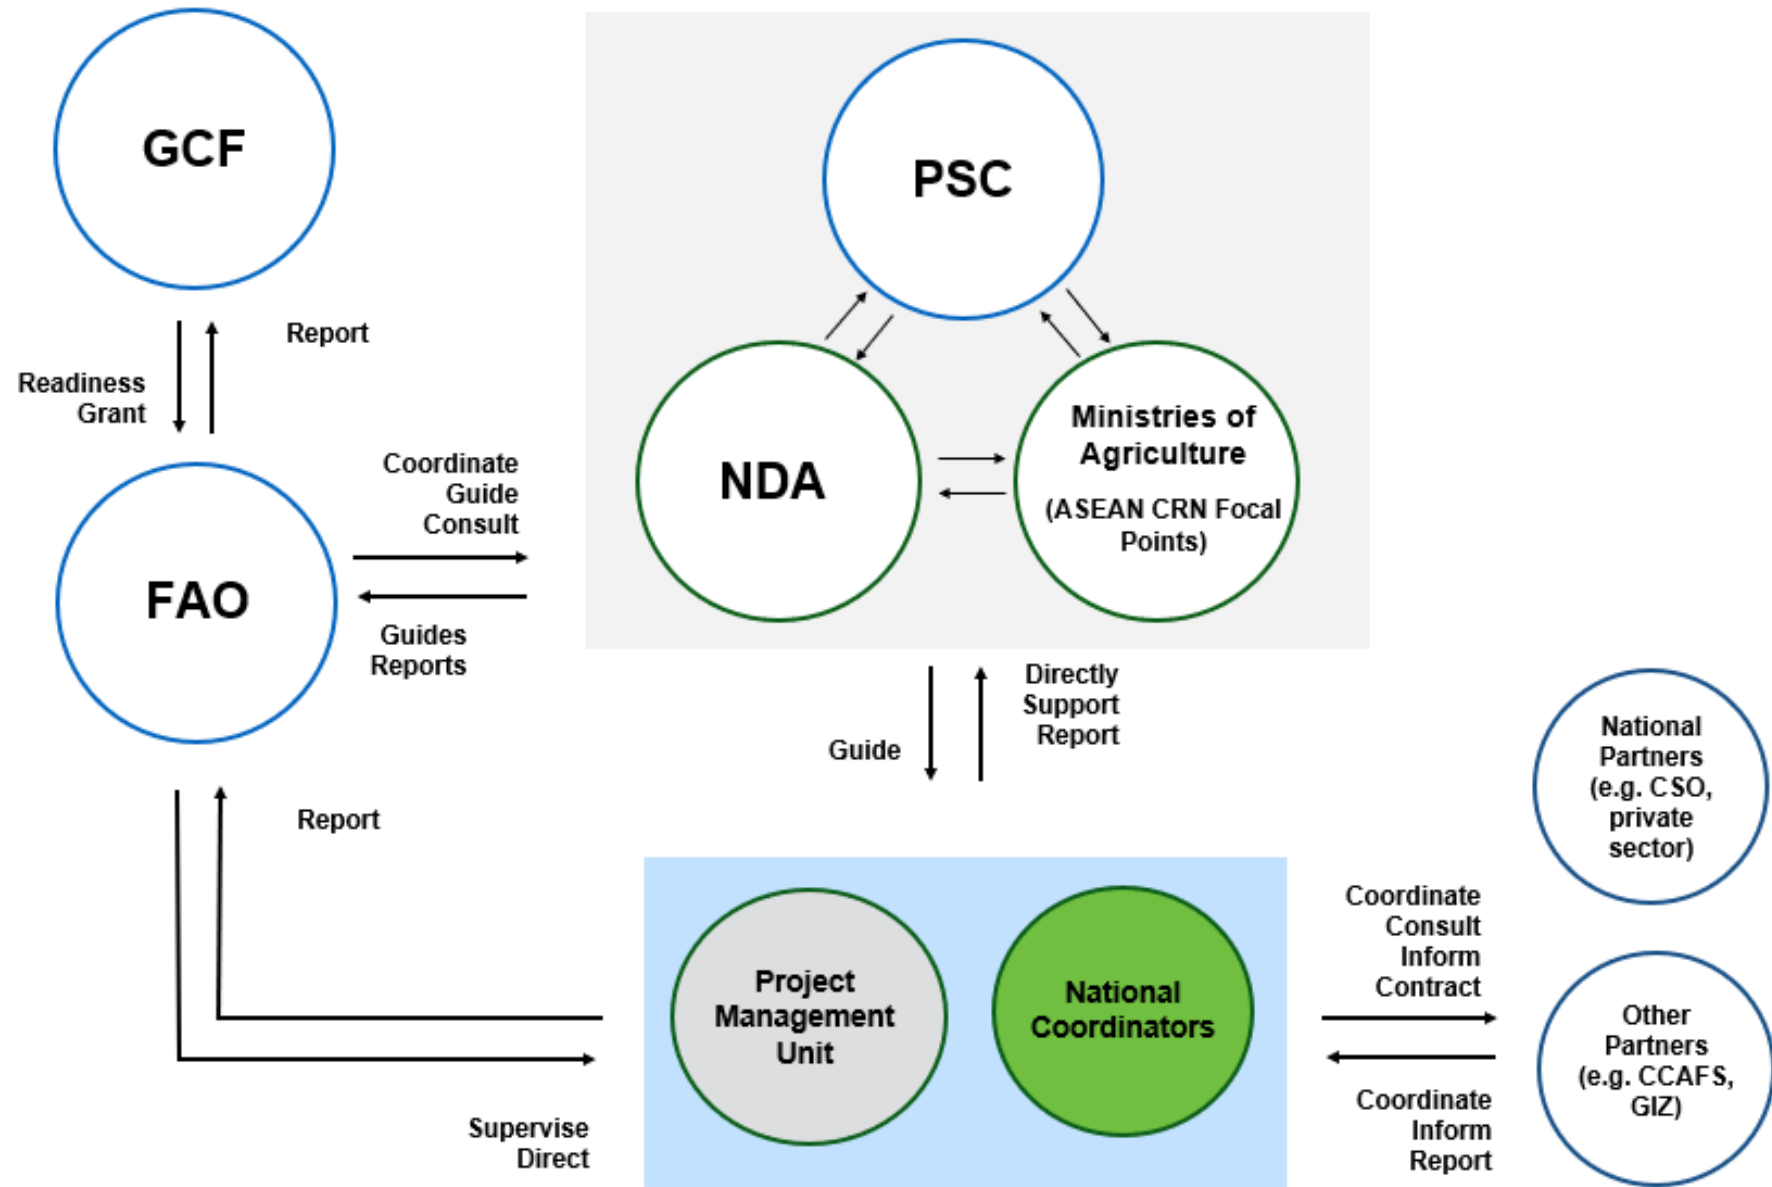 GCF
PSC
Report
Readiness
Grant
Ministries of
Agriculture
(ASEAN CRN Focal
Points)
NDA
Coordinate
Guide
Consult
FAO
Guides
Reports
Directly
Support
Report
Guide
National
Partners
(e.g. CSO,
private
sector)
Report
Coordinate
Consult
Inform
Contract
Project
Management
Unit
National
Coordinators
Other
Partners
(e.g. CCAFS,
GIZ)
Supervise
Direct
Coordinate
Inform
Report